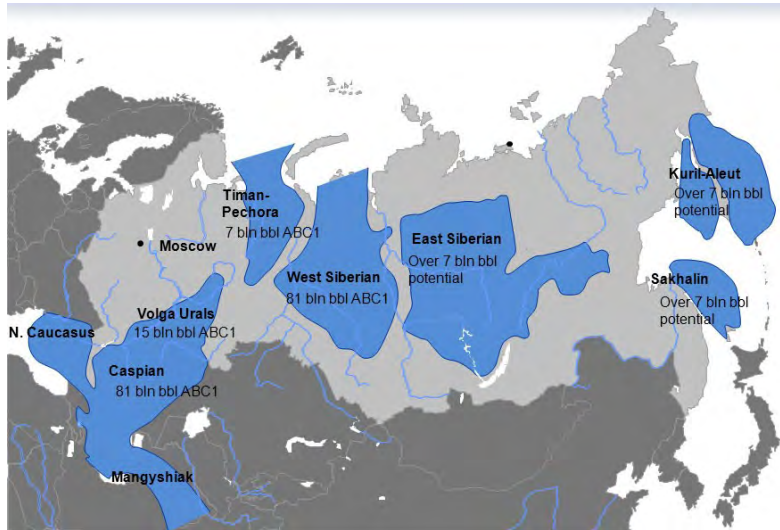 Timan-
Pechora
7 bln bbl ABC1
Moscow
West Siberian
81 bln bbl ABC1
East Siberian
Over 7 bln bbl
potential
Kuril-Aleut
Over 7 bln bbl
potential
Sakhalin
Over 7 bln bbl
potential
Volga Urals
15 bln bbl ABC1
N. Caucasus
Caspian
81 bln bbl ABC1
Mangyshiak